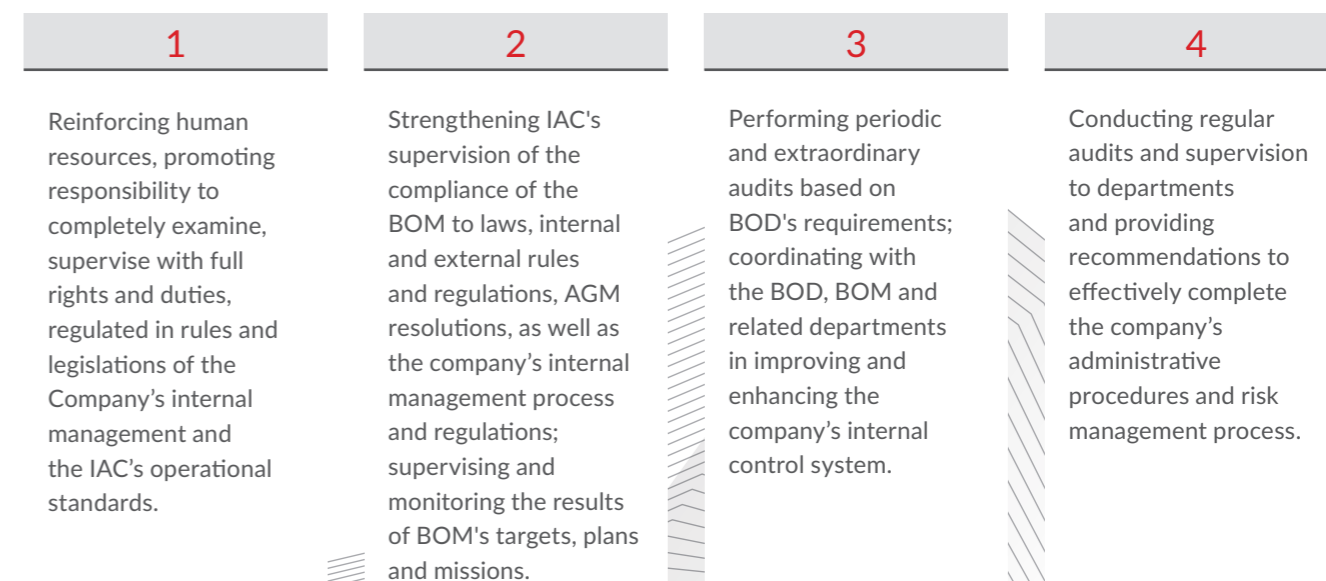 1
Reinforcing human
resources, promoting
responsibility to
completely examine,
supervise with full
rights and duties,
regulated in rules and
legislations of the
Company’s internal
management and
the IAC’s operational
standards.
2
Strengthening IAC's
supervision of the
compliance of the
BOM to laws, internal
and external rules
and regulations, AGM
resolutions, as well as
the company’s internal
management process
and regulations;
supervising and
monitoring the results
of BOM's targets, plans
and missions.
3
Performing periodic
and extraordinary
audits based on
BOD's requirements;
coordinating with
the BOD, BOM and
related departments
in improving and
enhancing the
company’s internal
control system.
4
Conducting regular
audits and supervision
to departments
and providing
recommendations to
effectively complete
the company’s
administrative
procedures and risk
management process.